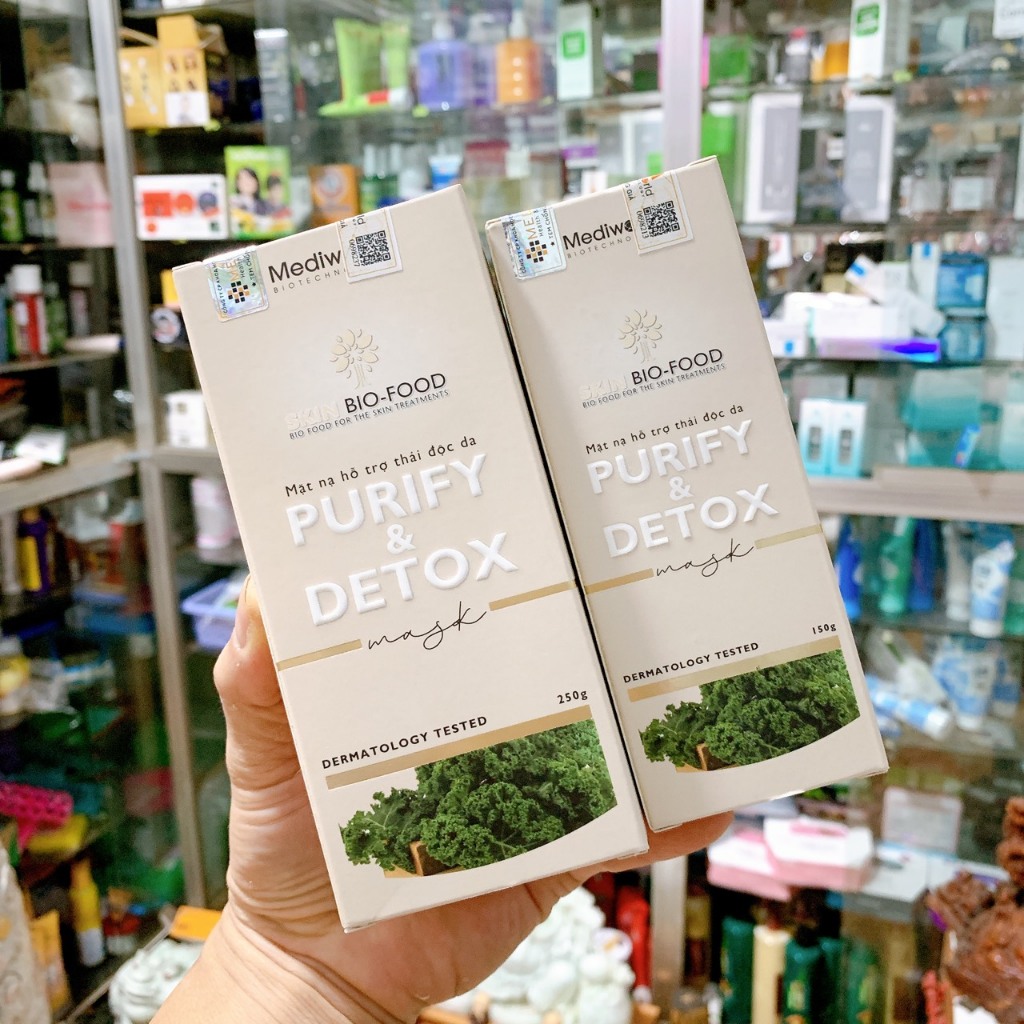 Mediw
BIOTECHN
SKIN BIO-FOOD
BIO FOOD FOR THE SKIN TREATMENTS
Mặt nạ hỗ trợ thải độc da
PURIFY
&
DETOX
mask
250g
DERMATOLOGY TESTED
Mediw
BIOTECHNO
SKIN BIO-FOOD
BIO FOOD FOR THE SKIN TREATMENTS
Mặt nạ hỗ trợ thải độc da
PURIFY
&
DETOX
mask
150g
DERMATOLOGY TESTED